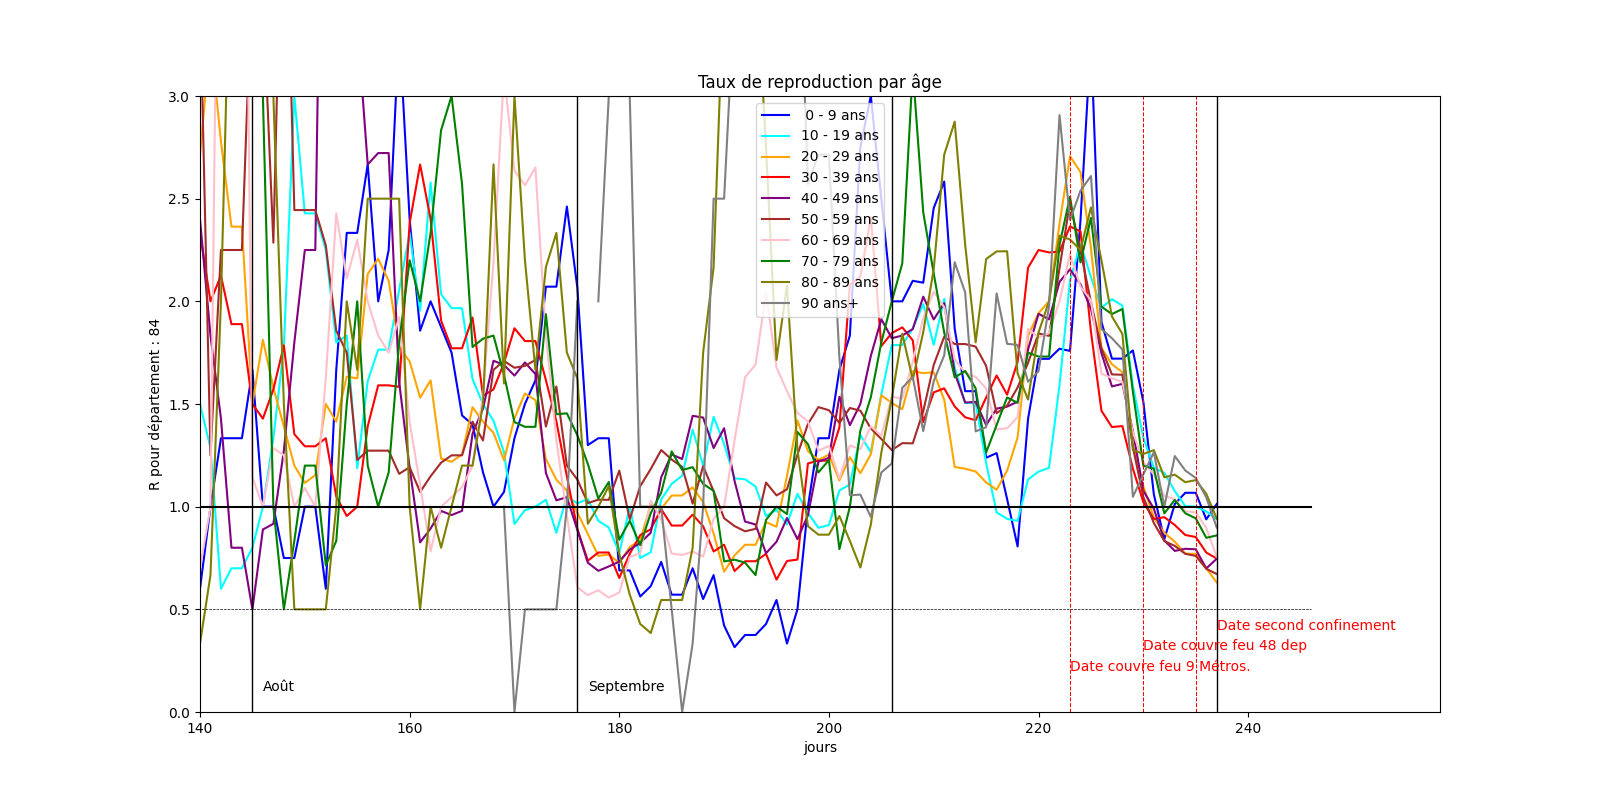 Taux de reproduction par âge
R pour département : 84
3.0
2.5
2.0
1.5
1.0
0.5
0.0
0 - 9 ans
10 - 19 ans
20 - 29 ans
30 - 39 ans
40 - 49 ans
50 - 59 ans
60 - 69 ans
70 - 79 ans
80 - 89 ans
90 ans+
Date second confinement
Date couvre feu 48 dep
Date couvre feu 9 Métros.
Août
Septembre
140
160
180
200
220
240
jours